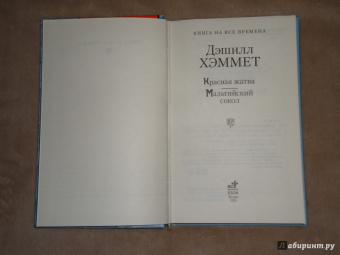 КНИГА НА ВСЕ ВРЕМЕНА
Дэшилл
ХЭММЕТ
Красная жатва
Мальтийский
сокол
Лабиринт.ру